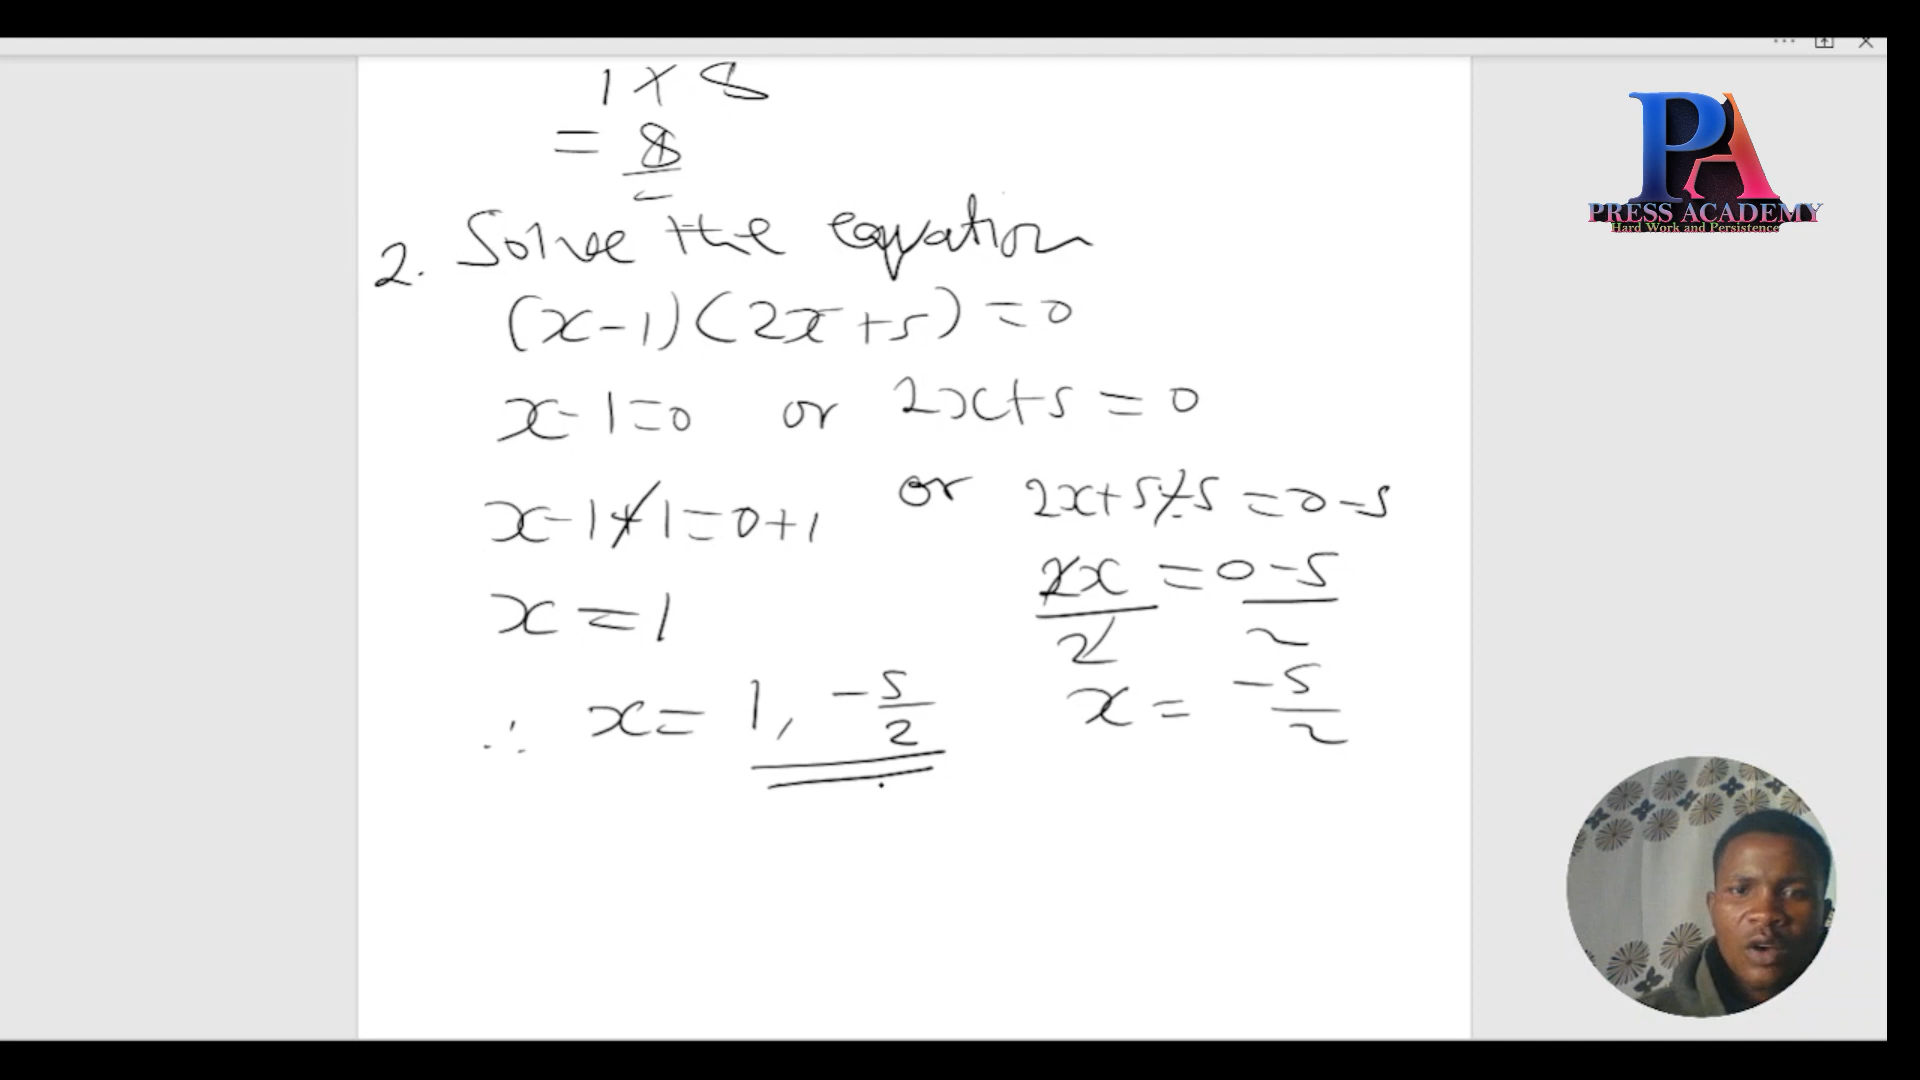 1 × 8
= 8
2. Solve the equation
(x-1)(2x+5)=0
x-1=0 or 2x+5=0
x-1+1=0+1 or 2x+5-5=0-5
x=1
2x/2=0-5/2
x=-5/2
∴ x=1, -5/2
PA
PRESS ACADEMY
Hard Work and Persistence